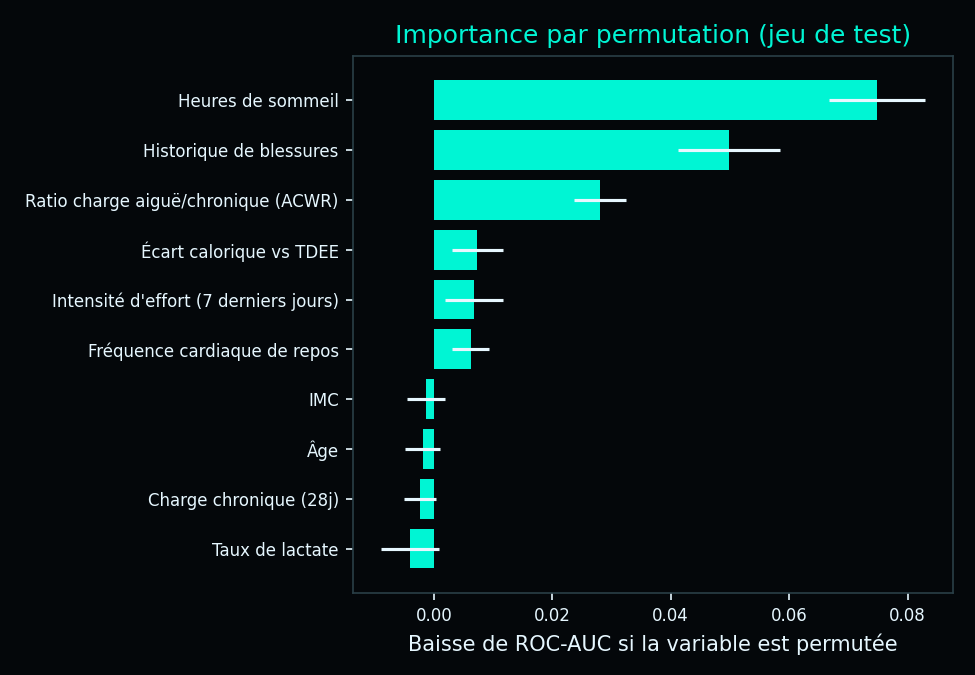 Importance par permutation (jeu de test)
Heures de sommeil
Historique de blessures
Ratio charge aiguë/chronique (ACWR)
Écart calorique vs TDEE
Intensité d'effort (7 derniers jours)
Fréquence cardiaque de repos
IMC
Âge
Charge chronique (28j)
Taux de lactate
0.00 0.02 0.04 0.06 0.08
Baisse de ROC-AUC si la variable est permutée